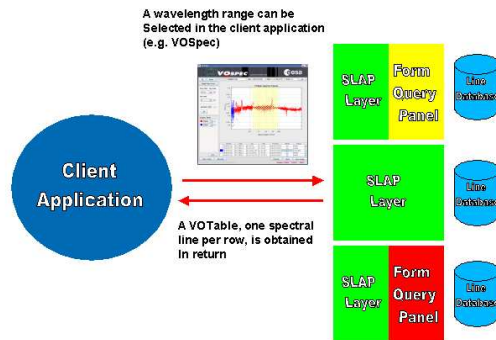 A wavelength range can be
Selected in the client application
(e.g. VOSpec)
VOSpec
esa
Client
Application
A VOTable, one spectral
line per row, is obtained
In return
SLAP
Layer
Form
Query
Panel
Line
Database
SLAP
Layer
Line
Database
SLAP
Layer
Form
Query
Panel
Line
Database